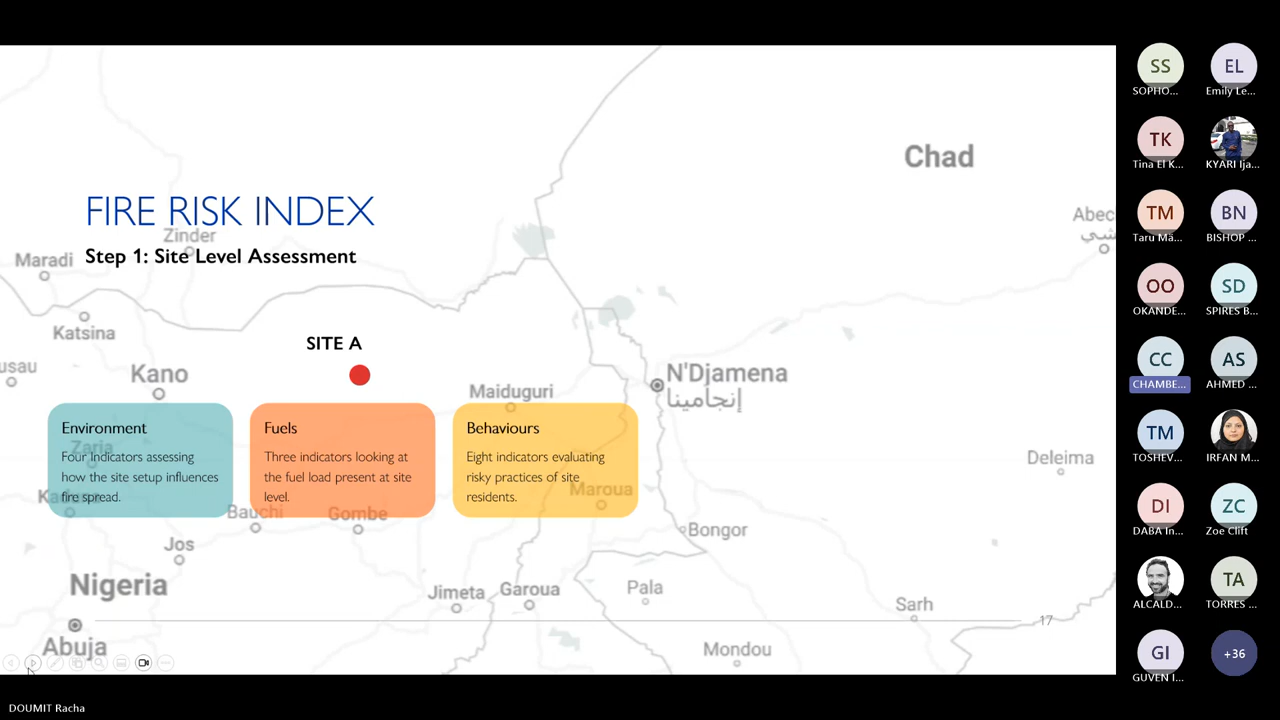 Chad
Abec
شي
FIRE RISK INDEX
Zinder
Maradi
Step 1: Site Level Assessment
Katsina
SITE A
usau
Kano
Maiduguri
N'Djamena
إنجامينا
Environment
Four Indicators assessing
how the site setup influences
fire spread.
Zaria
Fuels
Three indicators looking at
the fuel load present at site
level.
Behaviours
Eight indicators evaluating
risky practices of site
residents.
Maroua
Deleima
Bauchi
Gombe
Jos
Bongor
Nigeria
Jimeta
Garoua
Pala
Sarh
17
Abuja
Mondou
SS
SOPHO...
EL
Emily Le...
TK
Tina El K...
KYARI Ija...
TM
Taru Mä...
BN
BISHOP ...
OO
OKANDE...
SD
SPIRES B...
CC
CHAMBE...
AS
AHMED ...
TM
TOSHEV...
IRFAN M...
DI
DABA In...
ZC
Zoe Clift
ALCALD...
TA
TORRES ...
GI
GUVEN I...
+36
DOUMIT Racha